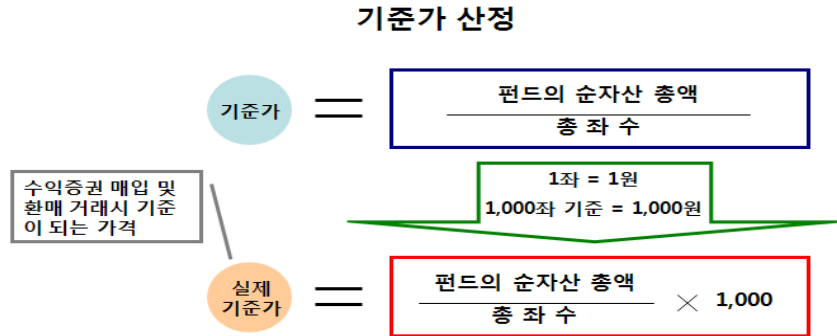 기준가 산정
기준가
=
펀드의 순자산 총액
총 좌 수
수익증권 매입 및
환매 거래시 기준
이 되는 가격
1좌 = 1원
1,000좌 기준 = 1,000원
실제
기준가
=
펀드의 순자산 총액
총 좌 수
× 1,000